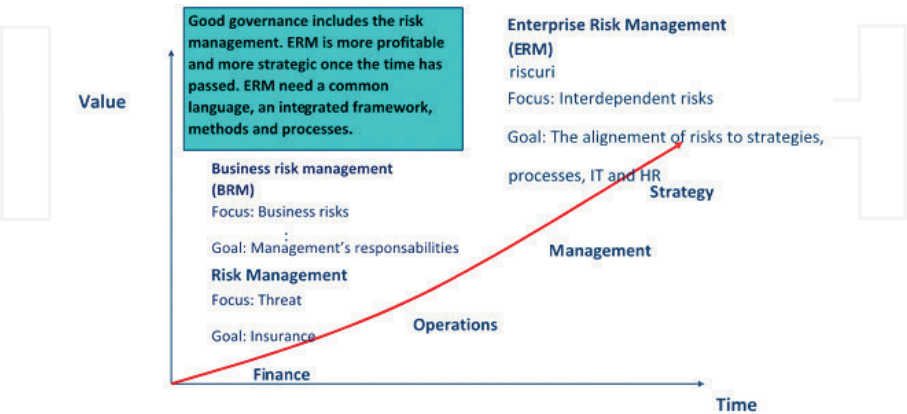 Good governance includes the risk
management. ERM is more profitable
and more strategic once the time has
passed. ERM need a common
language, an integrated framework,
methods and processes.
Enterprise Risk Management
(ERM)
riscuri
Focus: Interdependent risks
Goal: The alignement of risks to strategies,
processes, IT and HR
Value
Business risk management
(BRM)
Focus: Business risks
:
Goal: Management's responsabilities
Risk Management
Focus: Threat
Goal: Insurance
Strategy
Management
Operations
Finance
Time